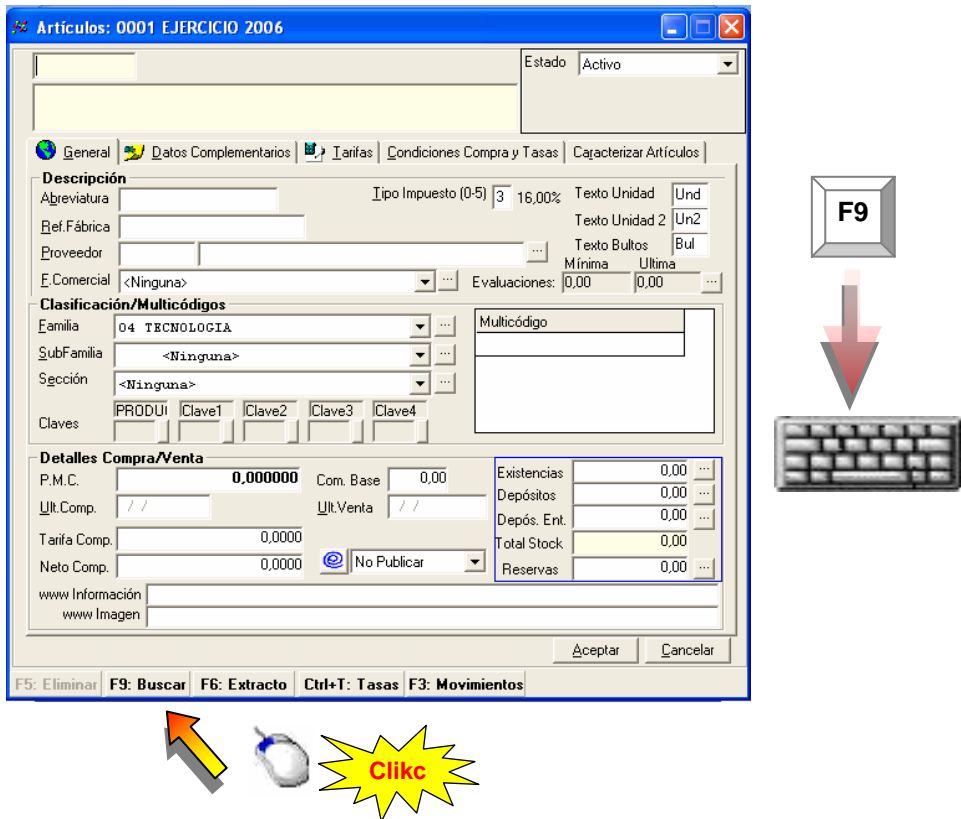 Artículos: 0001 EJERCICIO 2006
Estado Activo
General Datos Complementarios Tarifas Condiciones Compra y Tasas Caracterizar Artículos
Descripción
Abreviatura Tipo Impuesto (0-5) 3 16,00% Texto Unidad Und
Ref.Fábrica Texto Unidad 2 Un2
Proveedor ... Texto Bultos Bul
Mínima Ultima
F.Comercial <Ninguna> ... Evaluaciones: 0,00 0,00 ...
Clasificación/Multicódigos
Familia 04 TECNOLOGIA ... Multicódigo
SubFamilia <Ninguna> ...
Sección <Ninguna> ...
PRODU Clave1 Clave2 Clave3 Clave4
Claves
Detalles Compra/Venta
P.M.C. 0,000000 Com. Base 0,00 Existencias 0,00 ...
Ult.Comp. / / Ult.Venta / / Depósitos 0,00 ...
Depós. Ent. 0,00 ...
Tarifa Comp. 0,0000 Total Stock 0,00
Neto Comp. 0,0000 No Publicar Reservas 0,00 ...
www Información
www Imagen
Aceptar Cancelar
F5: Eliminar F9: Buscar F6: Extracto Ctrl+T: Tasas F3: Movimientos
F9
Clikc